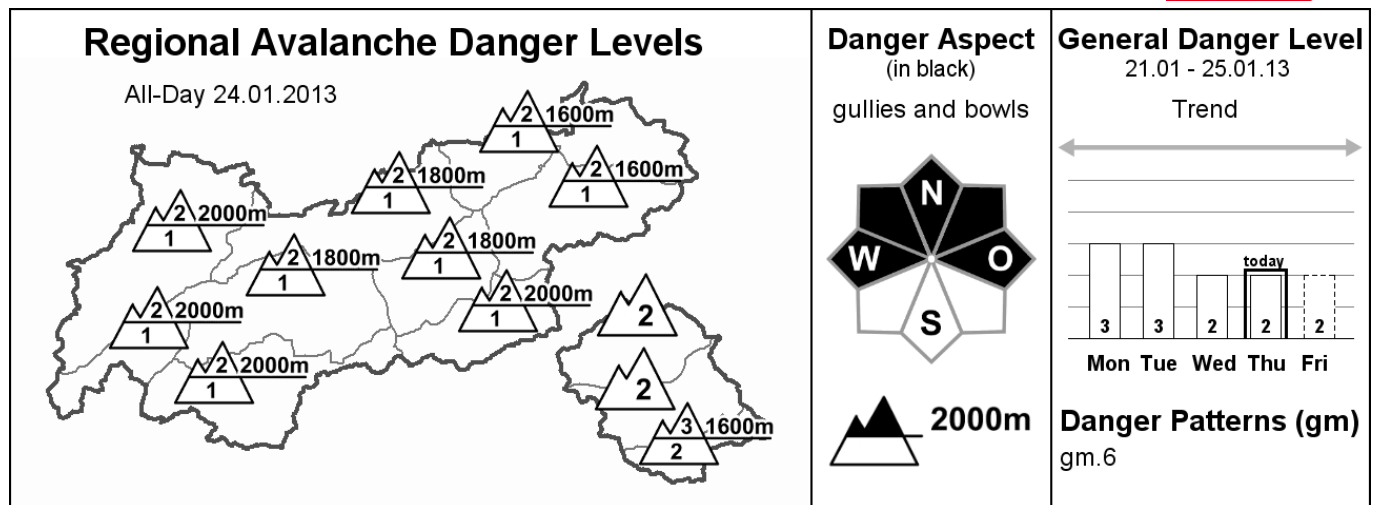 Regional Avalanche Danger Levels
All-Day 24.01.2013
2 1600m
1
2 1600m
1
2 1800m
1
2 2000m
1
2 1800m
1
2 1800m
1
2 2000m
1
2 2000m
1
2 2000m
1
2
2
3 1600m
2
Danger Aspect
(in black)
gullies and bowls
N
W
O
S
2000m
General Danger Level
21.01 - 25.01.13
Trend
today
3 3 2 2 2
Mon Tue Wed Thu Fri
Danger Patterns (gm)
gm.6